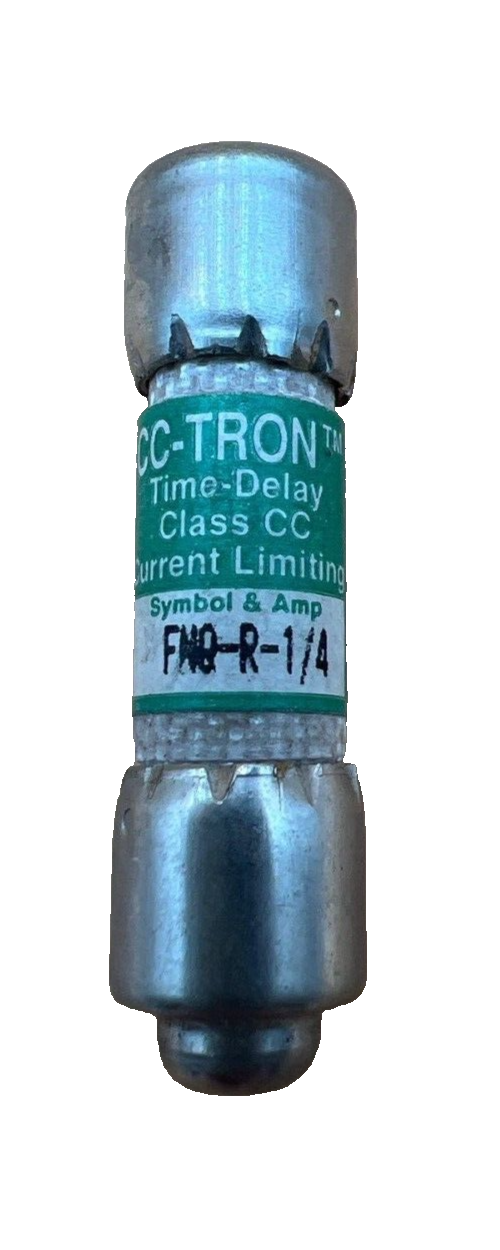 CC-TRON™
Time-Delay
Class CC
Current Limiting
Symbol & Amp
FNQ-R-1/4